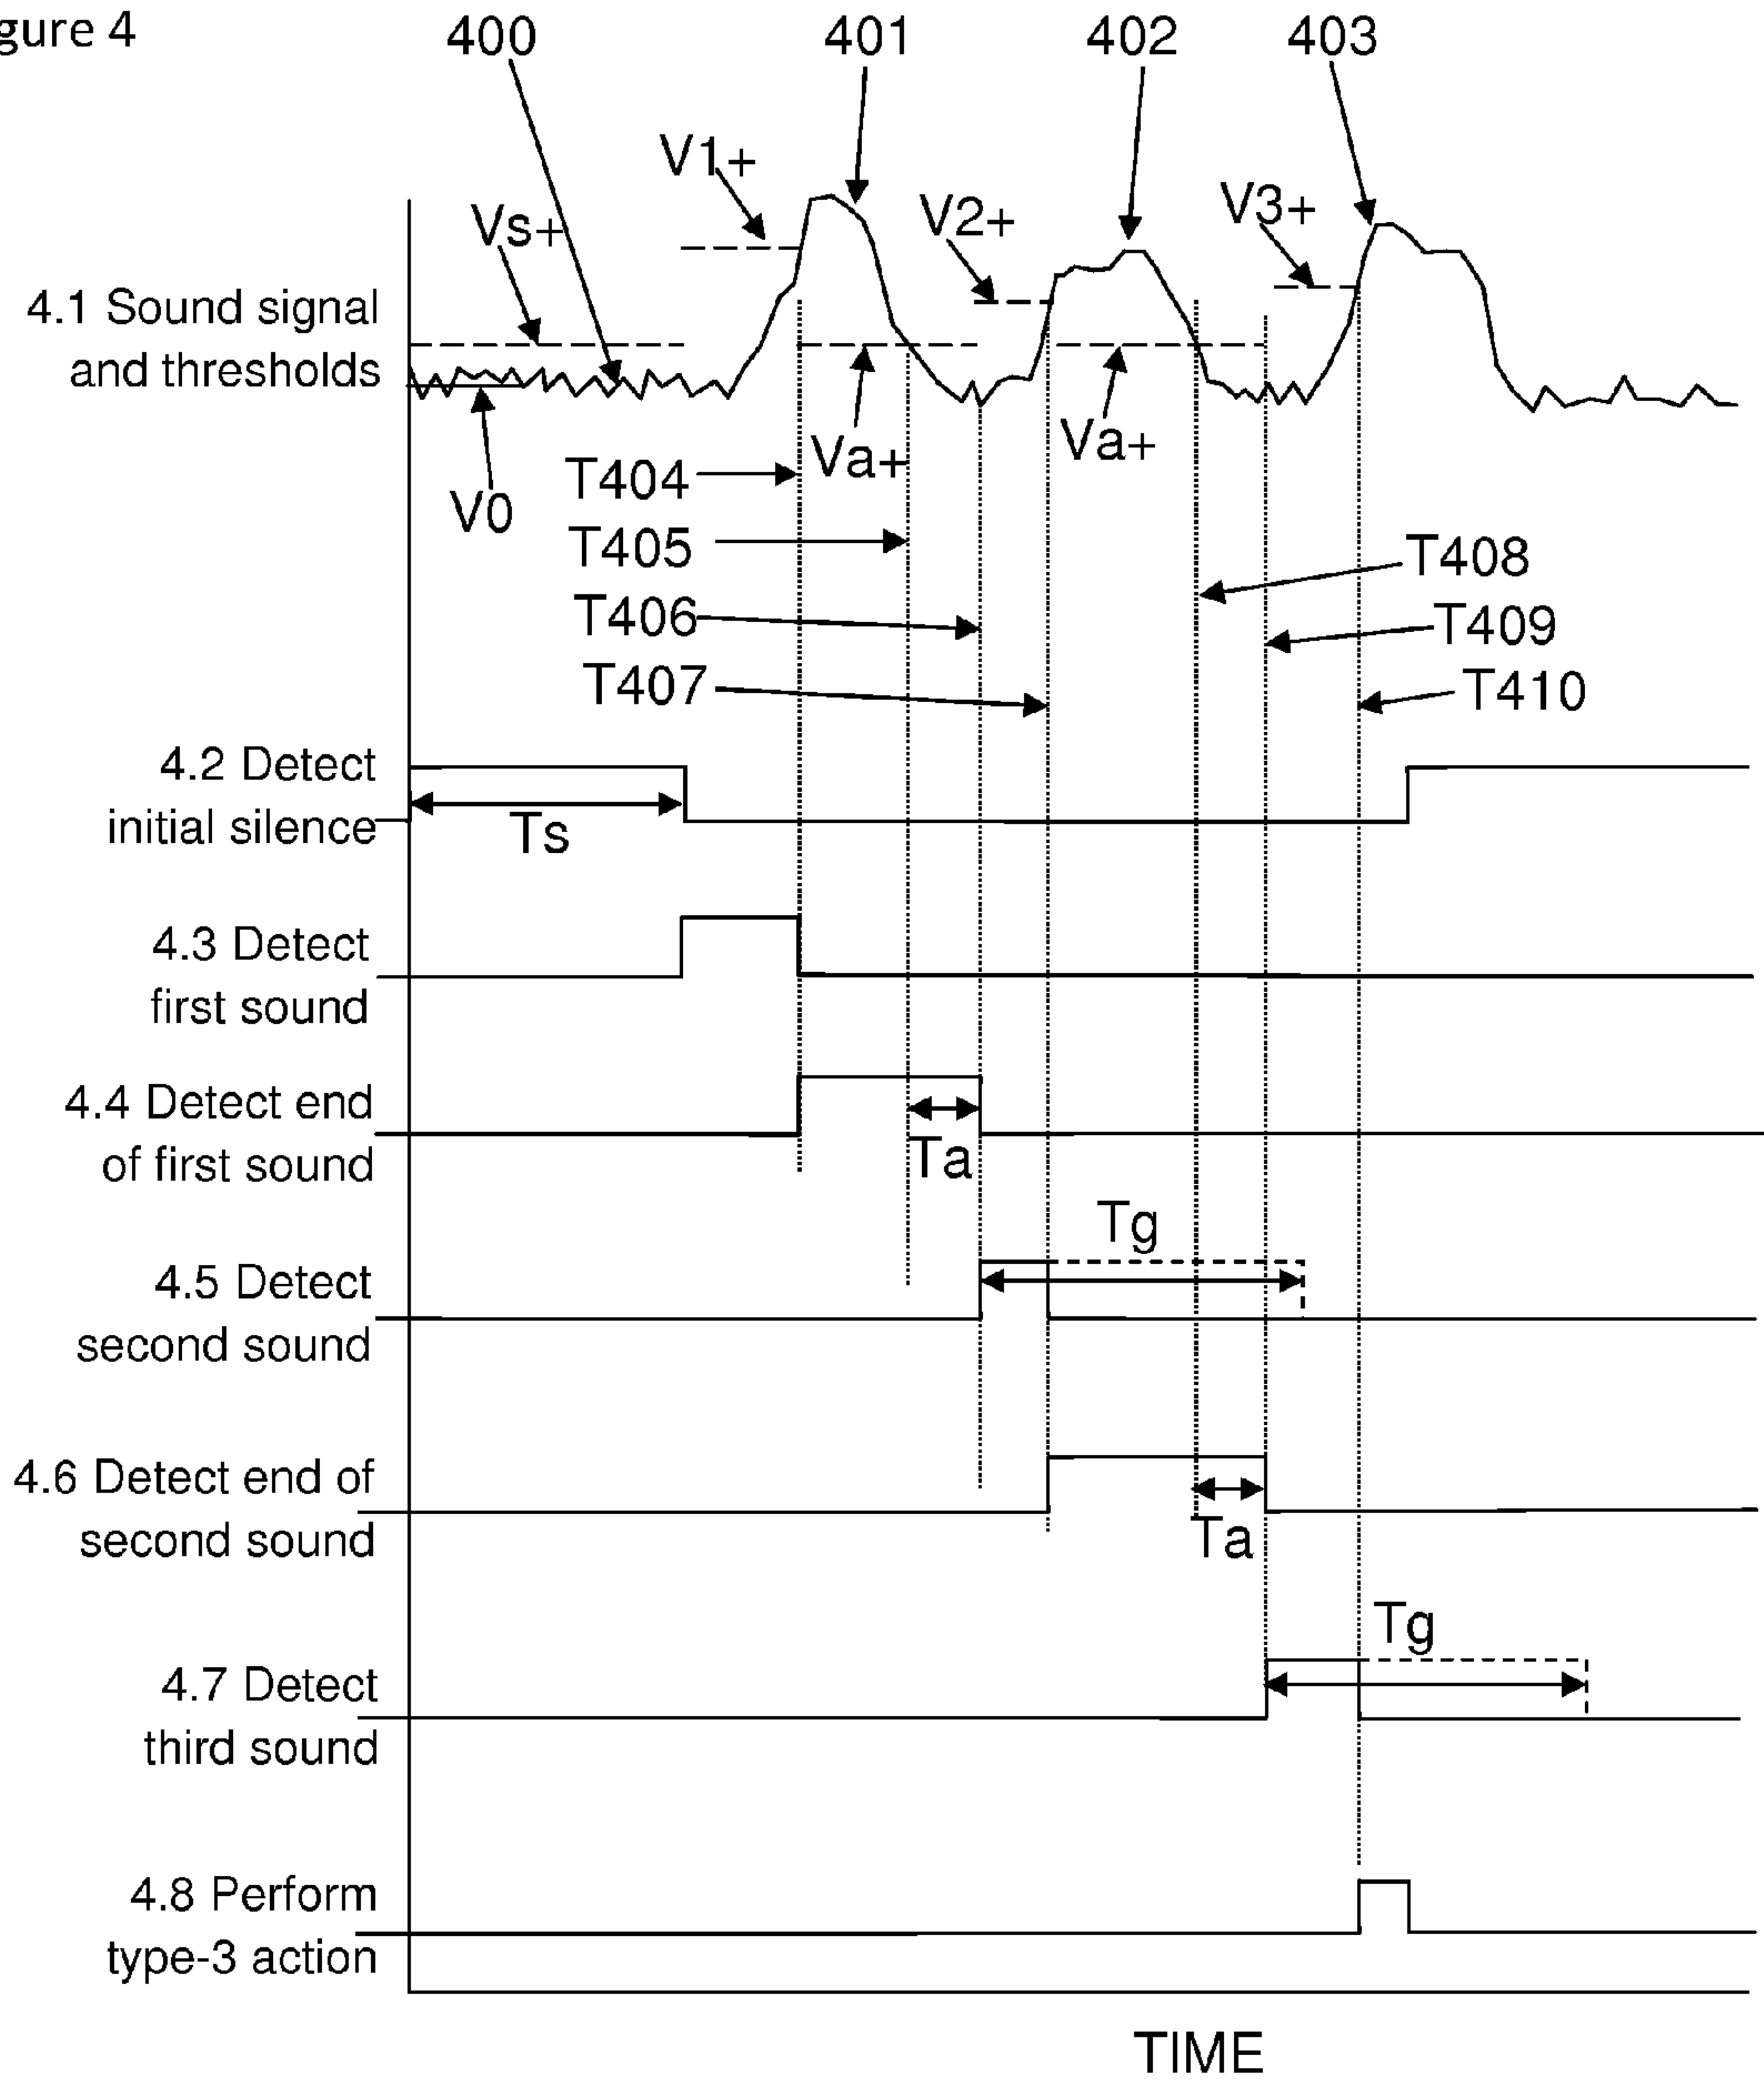 gure 4
400
401
402
403
V1+
Vs+
V2+
V3+
4.1 Sound signal
and thresholds
Va+
Va+
V0
T404
T405
T406
T407
T408
T409
T410
4.2 Detect
initial silence
Ts
4.3 Detect
first sound
4.4 Detect end
of first sound
Ta
Tg
4.5 Detect
second sound
4.6 Detect end of
second sound
Ta
Tg
4.7 Detect
third sound
4.8 Perform
type-3 action
TIME